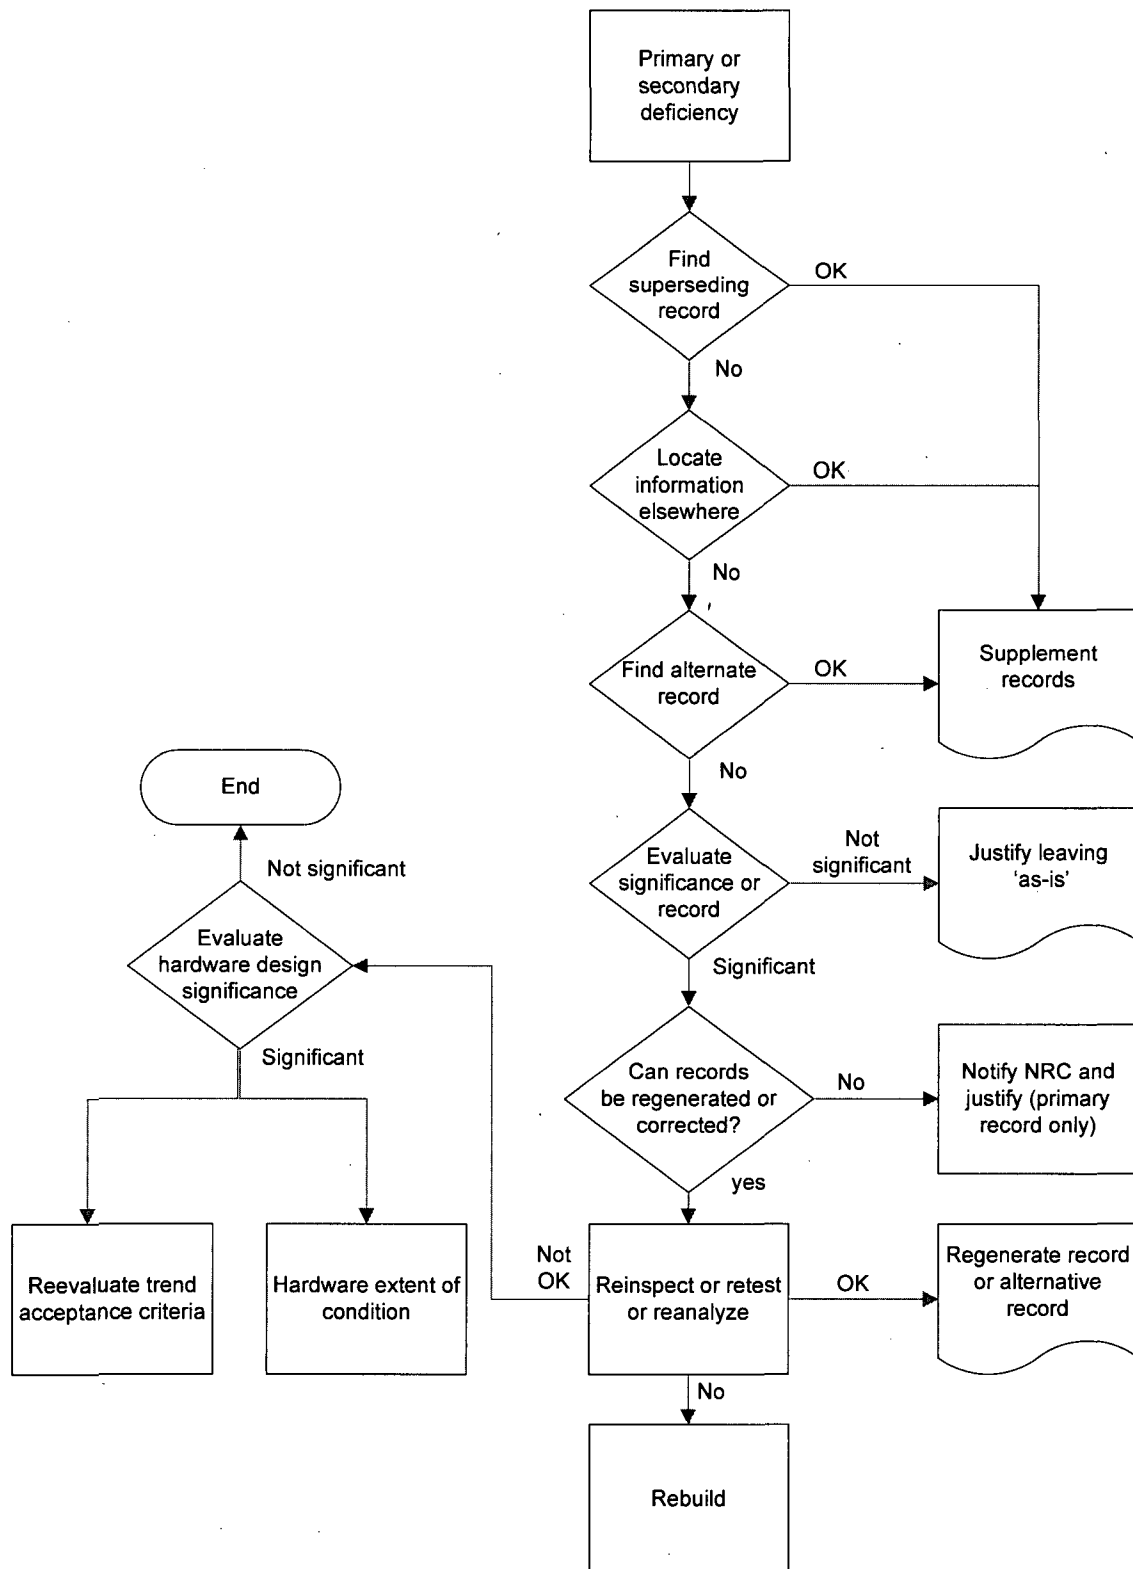 Primary or
secondary
deficiency
Find
superseding
record
OK
No
Locate
information
elsewhere
OK
No
Find alternate
record
OK
Supplement
records
No
End
Not significant
Evaluate
significance or
record
Not
significant
Justify leaving
‘as-is’
Evaluate
hardware design
significance
Significant
Significant
Can records
be regenerated or
corrected?
No
Notify NRC and
justify (primary
record only)
yes
Reevaluate trend
acceptance criteria
Hardware extent of
condition
Not
OK
Reinspect or retest
or reanalyze
OK
Regenerate record
or alternative
record
No
Rebuild